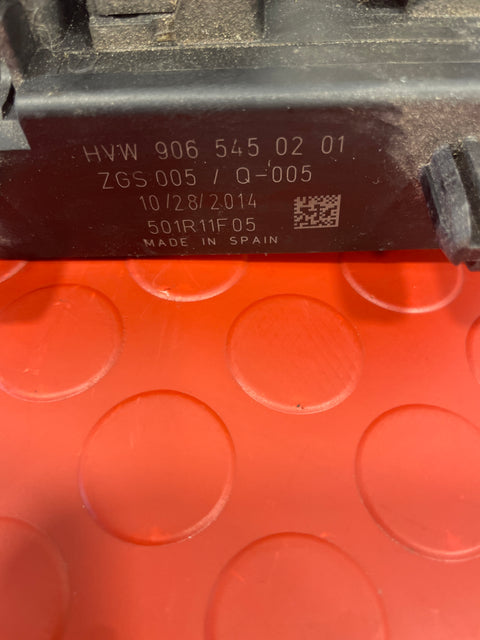 HVW 906 545 02 01
ZGS 005 / Q-005
10/28/2014
501R11F05
MADE IN SPAIN